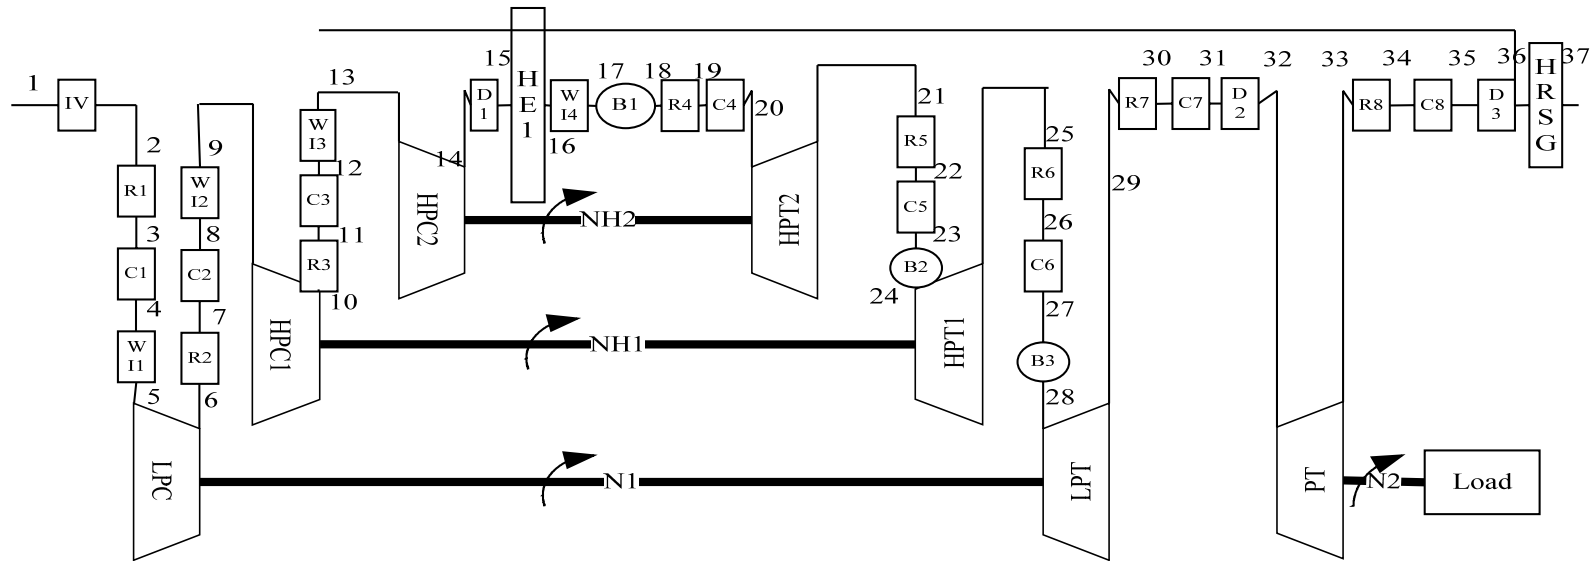 1
IV
2
R1
3
C1
4
W
I1
5
LPC
6
R2
7
C2
8
W
I2
9
HPC1
10
R3
11
C3
12
W
I3
13
HPC2
14
D
1
15
H
E
1
W
I4
16
17
B1
18
R4
19
C4
20
HPT2
21
R5
22
C5
23
B2
24
HPT1
25
R6
26
C6
27
B3
28
LPT
29
R7
30
C7
31
D
2
32
PT
33
R8
34
C8
35
D
3
36
H
R
S
G
37
NH2
NH1
N1
N2
Load